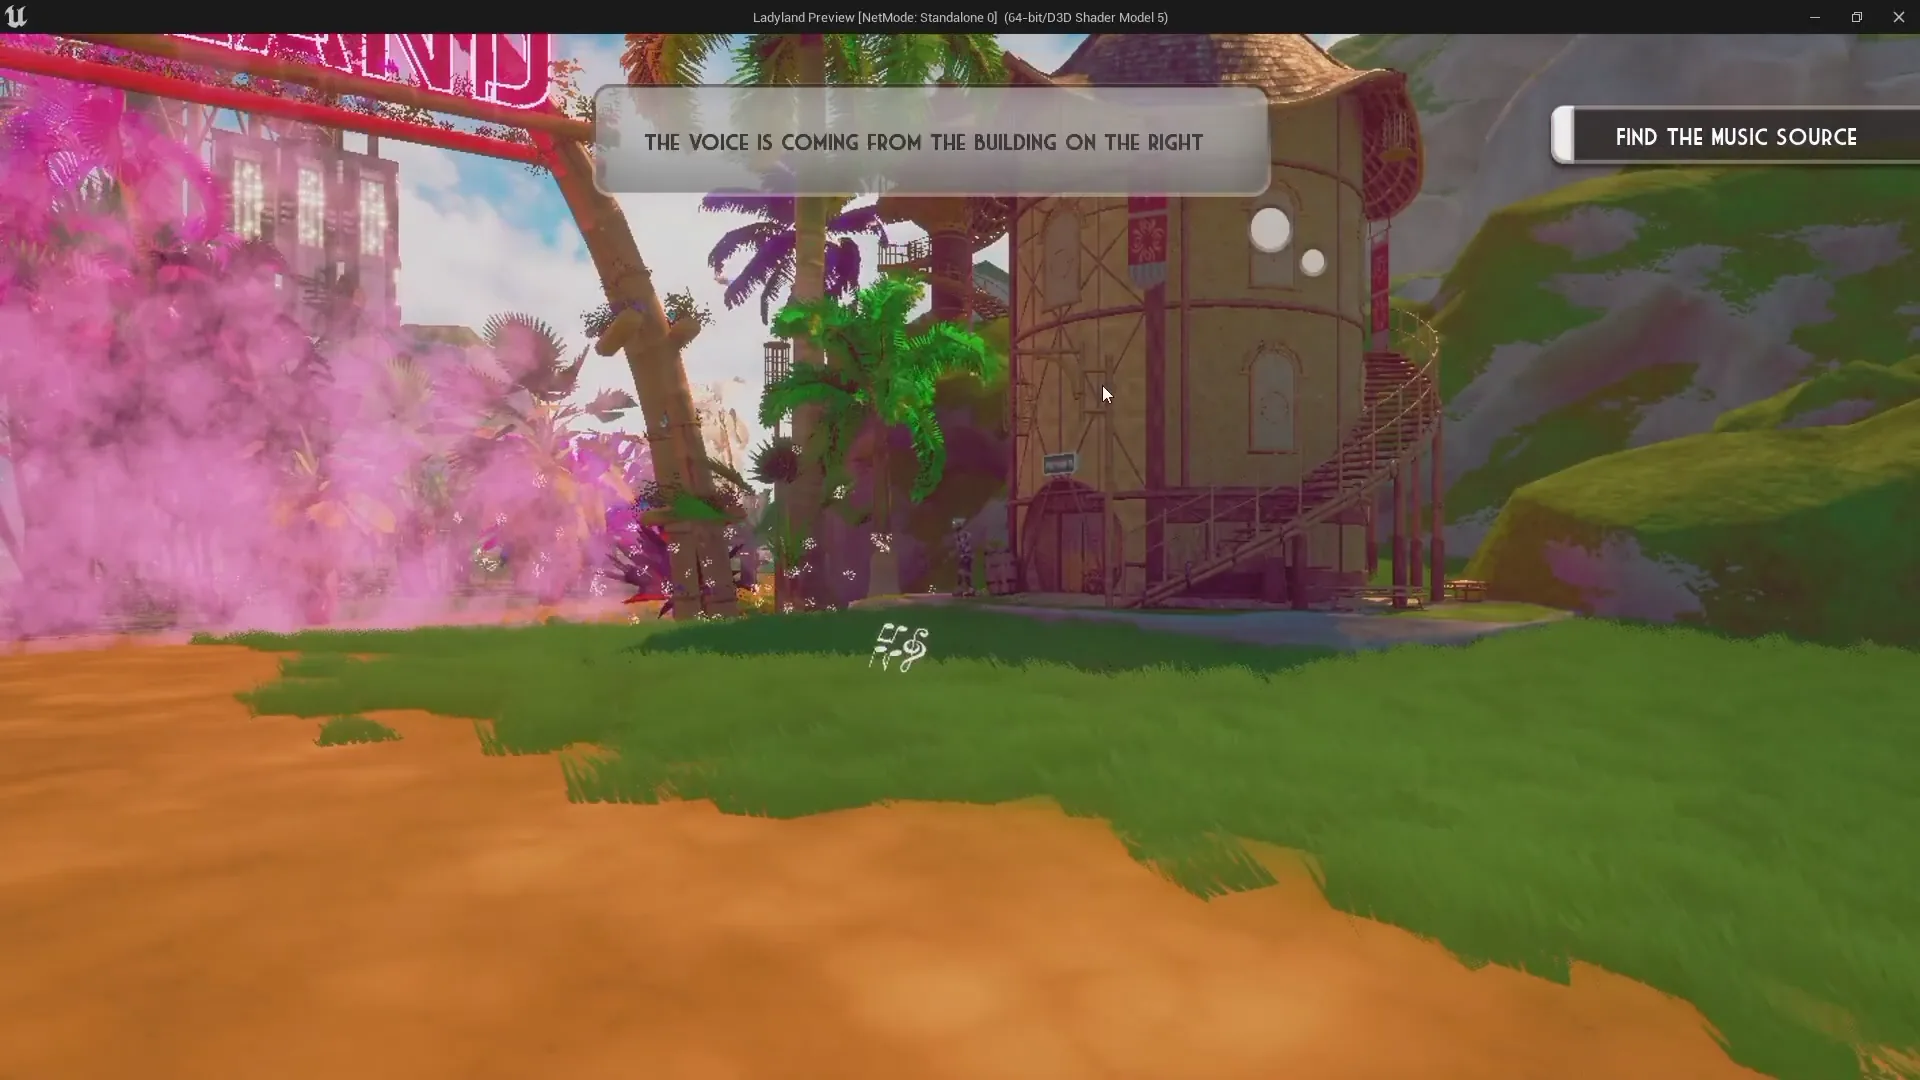 Ladyland Preview [NetMode: Standalone 0]  (64-bit/D3D Shader Model 5)
THE VOICE IS COMING FROM THE BUILDING ON THE RIGHT
FIND THE MUSIC SOURCE